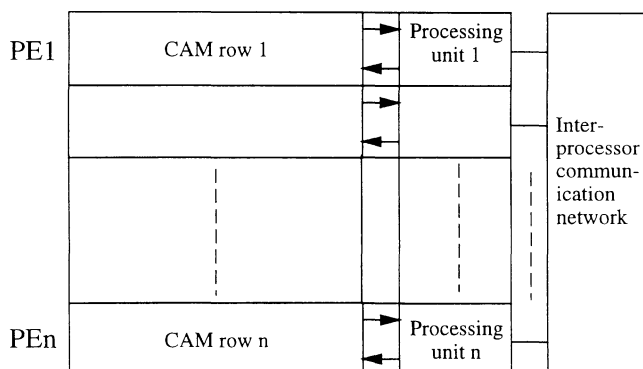 PE1
CAM row 1
Processing
unit 1
Inter-
processor
commun-
ication
network
PEn
CAM row n
Processing
unit n